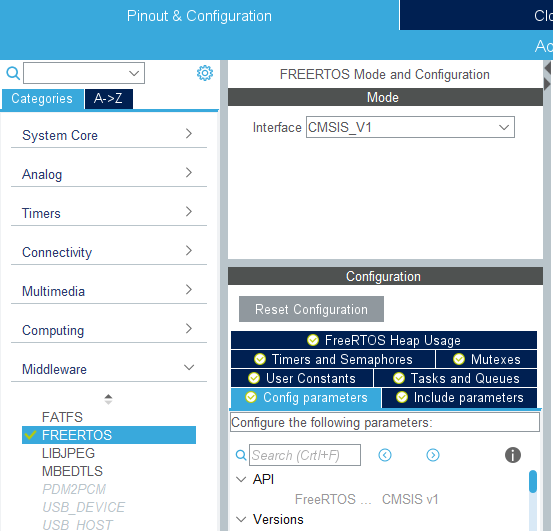 Pinout & Configuration
Clo
Ad
Categories
A->Z
System Core
Analog
Timers
Connectivity
Multimedia
Computing
Middleware
FATFS
FREERTOS
LIBJPEG
MBEDTLS
PDM2PCM
USB_DEVICE
USB_HOST
FREERTOS Mode and Configuration
Mode
Interface CMSIS_V1
Configuration
Reset Configuration
FreeRTOS Heap Usage
Timers and Semaphores Mutexes
User Constants Tasks and Queues
Config parameters Include parameters
Configure the following parameters:
Search (Crtl+F)
API
FreeRTOS ... CMSIS v1
Versions